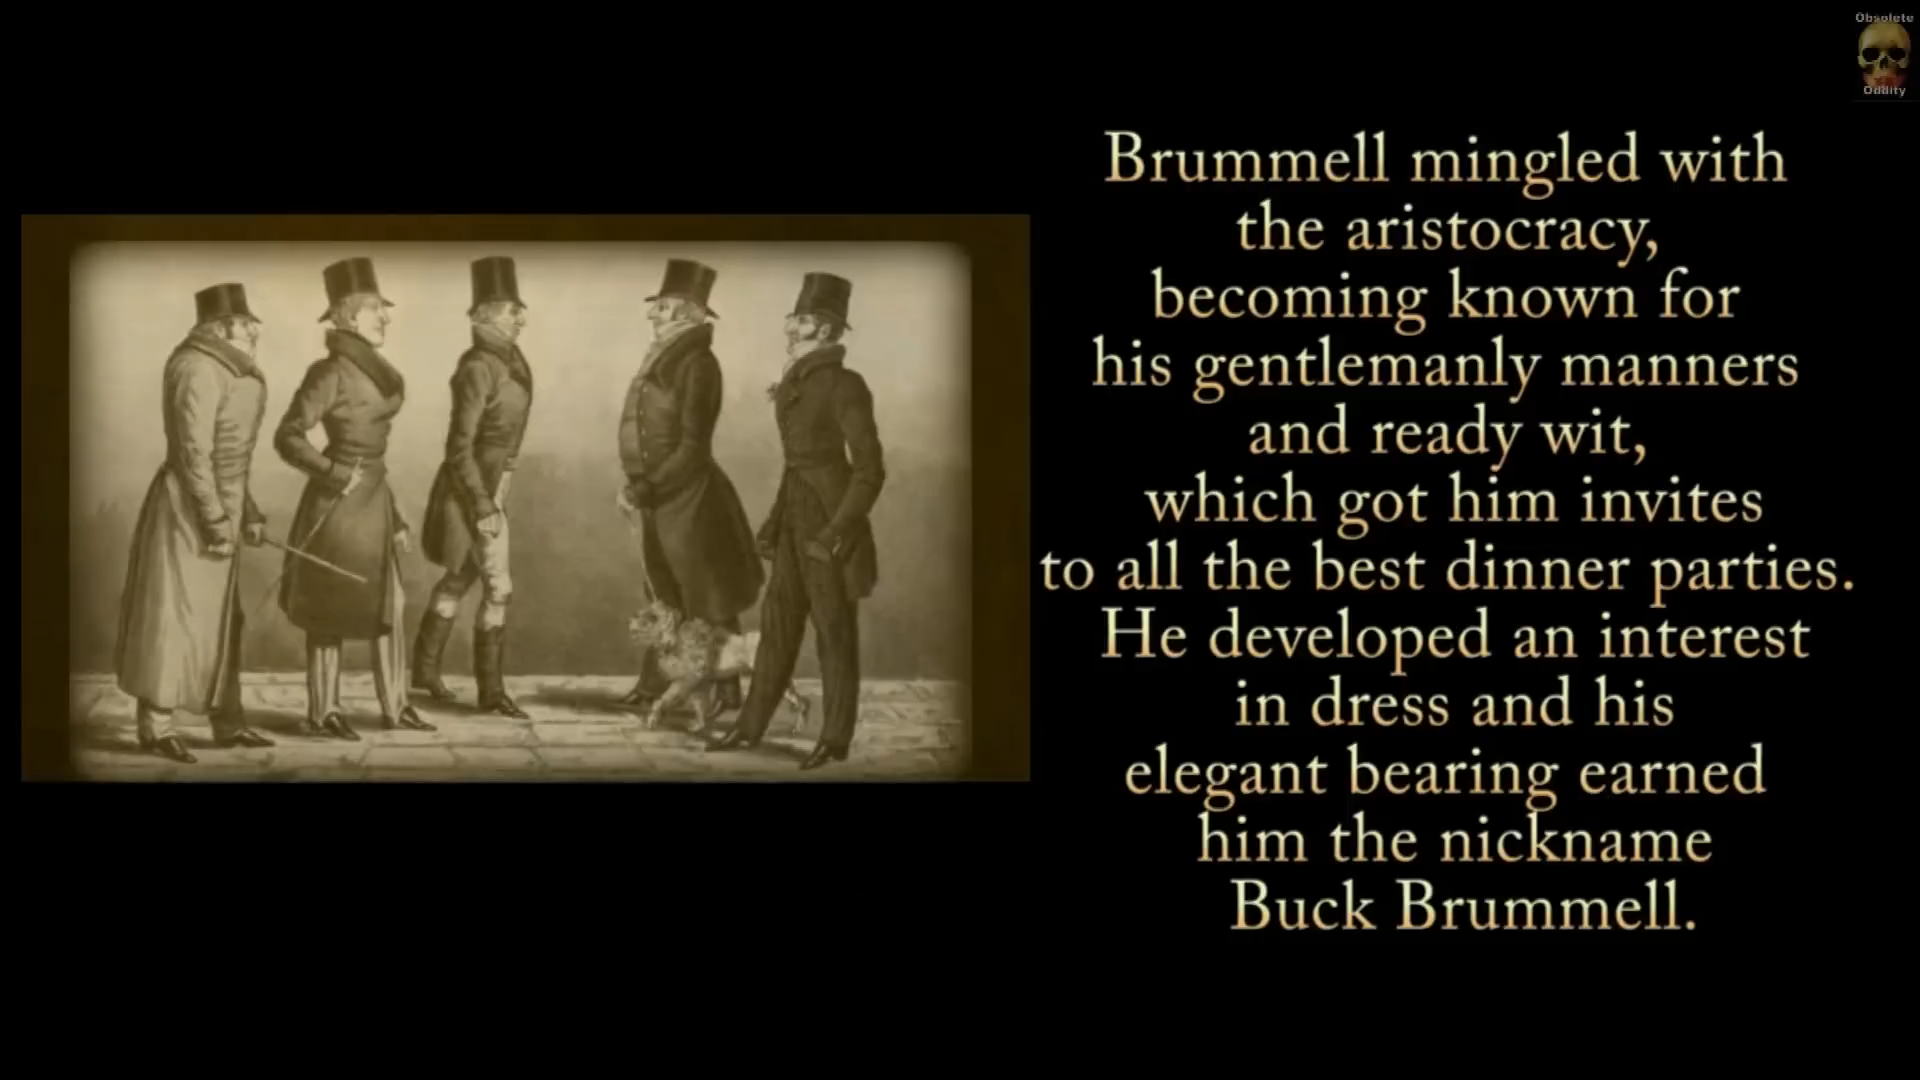 Obsolete
Oddity
Brummell mingled with
the aristocracy,
becoming known for
his gentlemanly manners
and ready wit,
which got him invites
to all the best dinner parties.
He developed an interest
in dress and his
elegant bearing earned
him the nickname
Buck Brummell.